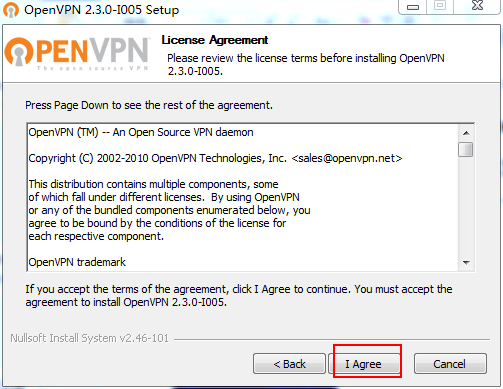 OpenVPN 2.3.0-I005 Setup
OPENVPN™
The open source VPN
License Agreement
Please review the license terms before installing OpenVPN
2.3.0-I005.
Press Page Down to see the rest of the agreement.
OpenVPN (TM) -- An Open Source VPN daemon
Copyright (C) 2002-2010 OpenVPN Technologies, Inc. <sales@openvpn.net>
This distribution contains multiple components, some
of which fall under different licenses.  By using OpenVPN
or any of the bundled components enumerated below, you
agree to be bound by the conditions of the license for
each respective component.
OpenVPN trademark
If you accept the terms of the agreement, click I Agree to continue. You must accept the
agreement to install OpenVPN 2.3.0-I005.
Nullsoft Install System v2.46-101
< Back
I Agree
Cancel